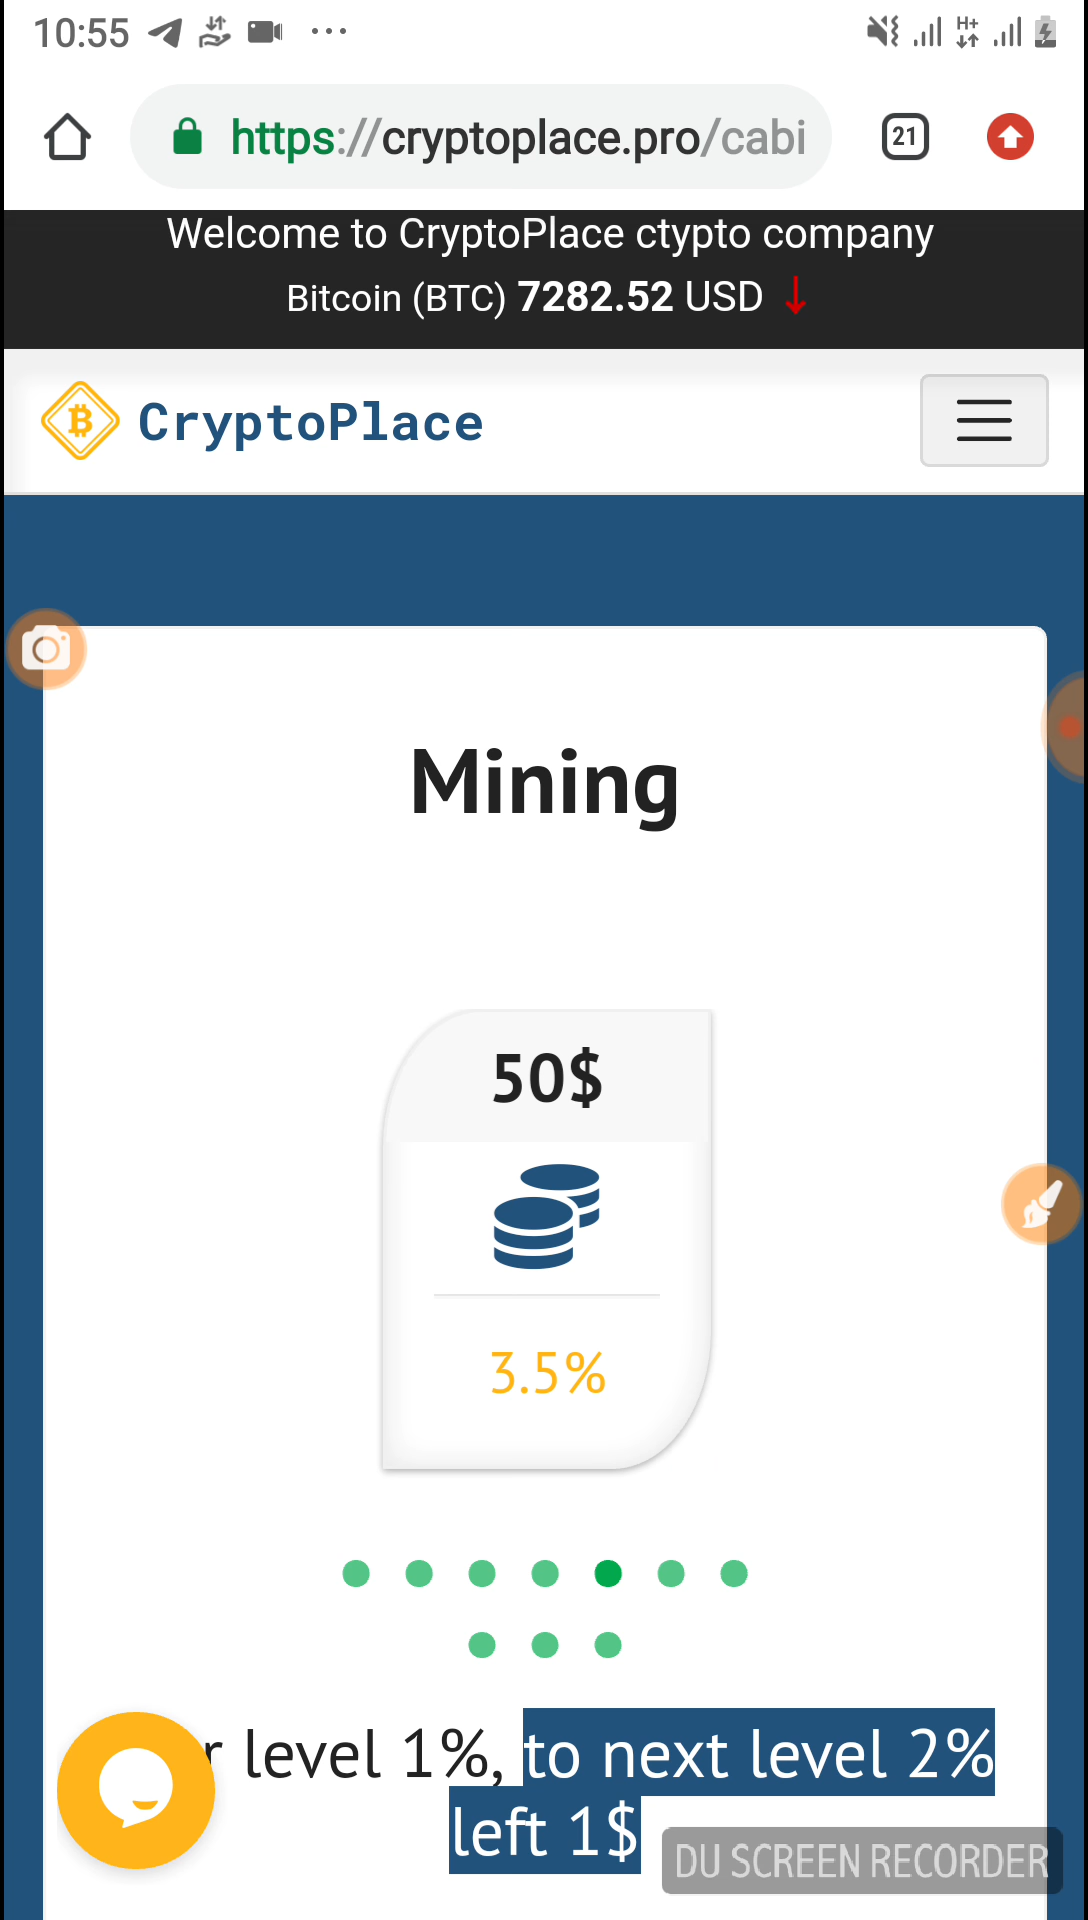 10:55
H+
https://cryptoplace.pro/cabi
21
Welcome to CryptoPlace ctypto company
Bitcoin (BTC) 7282.52 USD ↓
CryptoPlace
Mining
50$
3.5%
r level 1%, to next level 2%
left 1$
DU SCREEN RECORDER